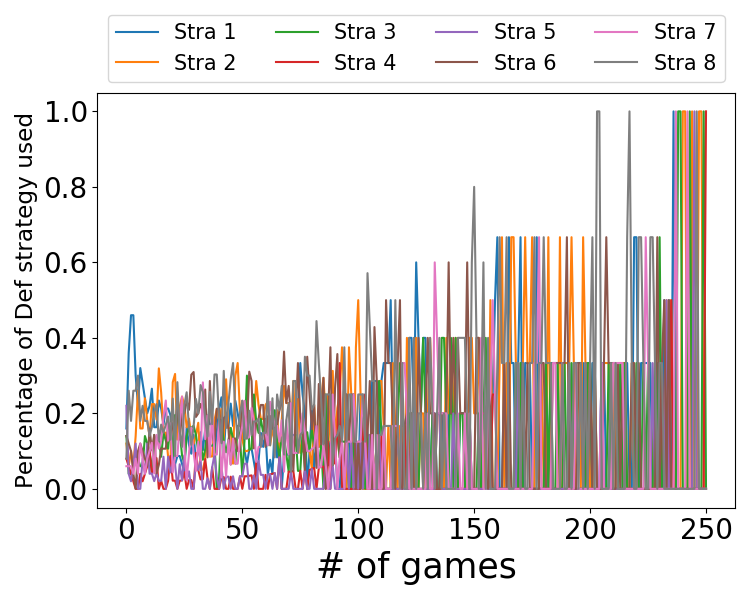 Stra 1 Stra 3 Stra 5 Stra 7
Stra 2 Stra 4 Stra 6 Stra 8
Percentage of Def strategy used
1.0
0.8
0.6
0.4
0.2
0.0
0 50 100 150 200 250
# of games